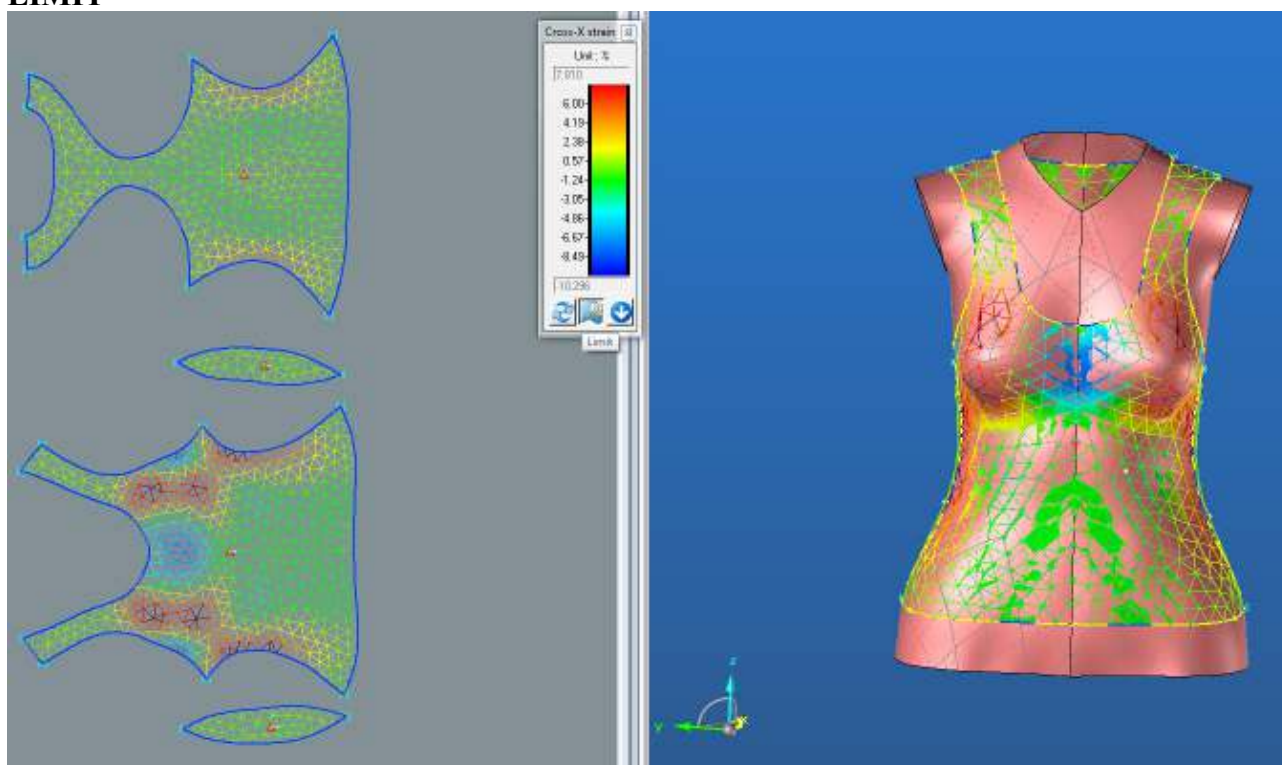 LIMIT
Cross-X strain
Unit: %
7.910
6.00
4.19
2.38
0.57
-1.24
-3.05
-4.86
-6.67
-8.49
-10.296
Limit
z
Y